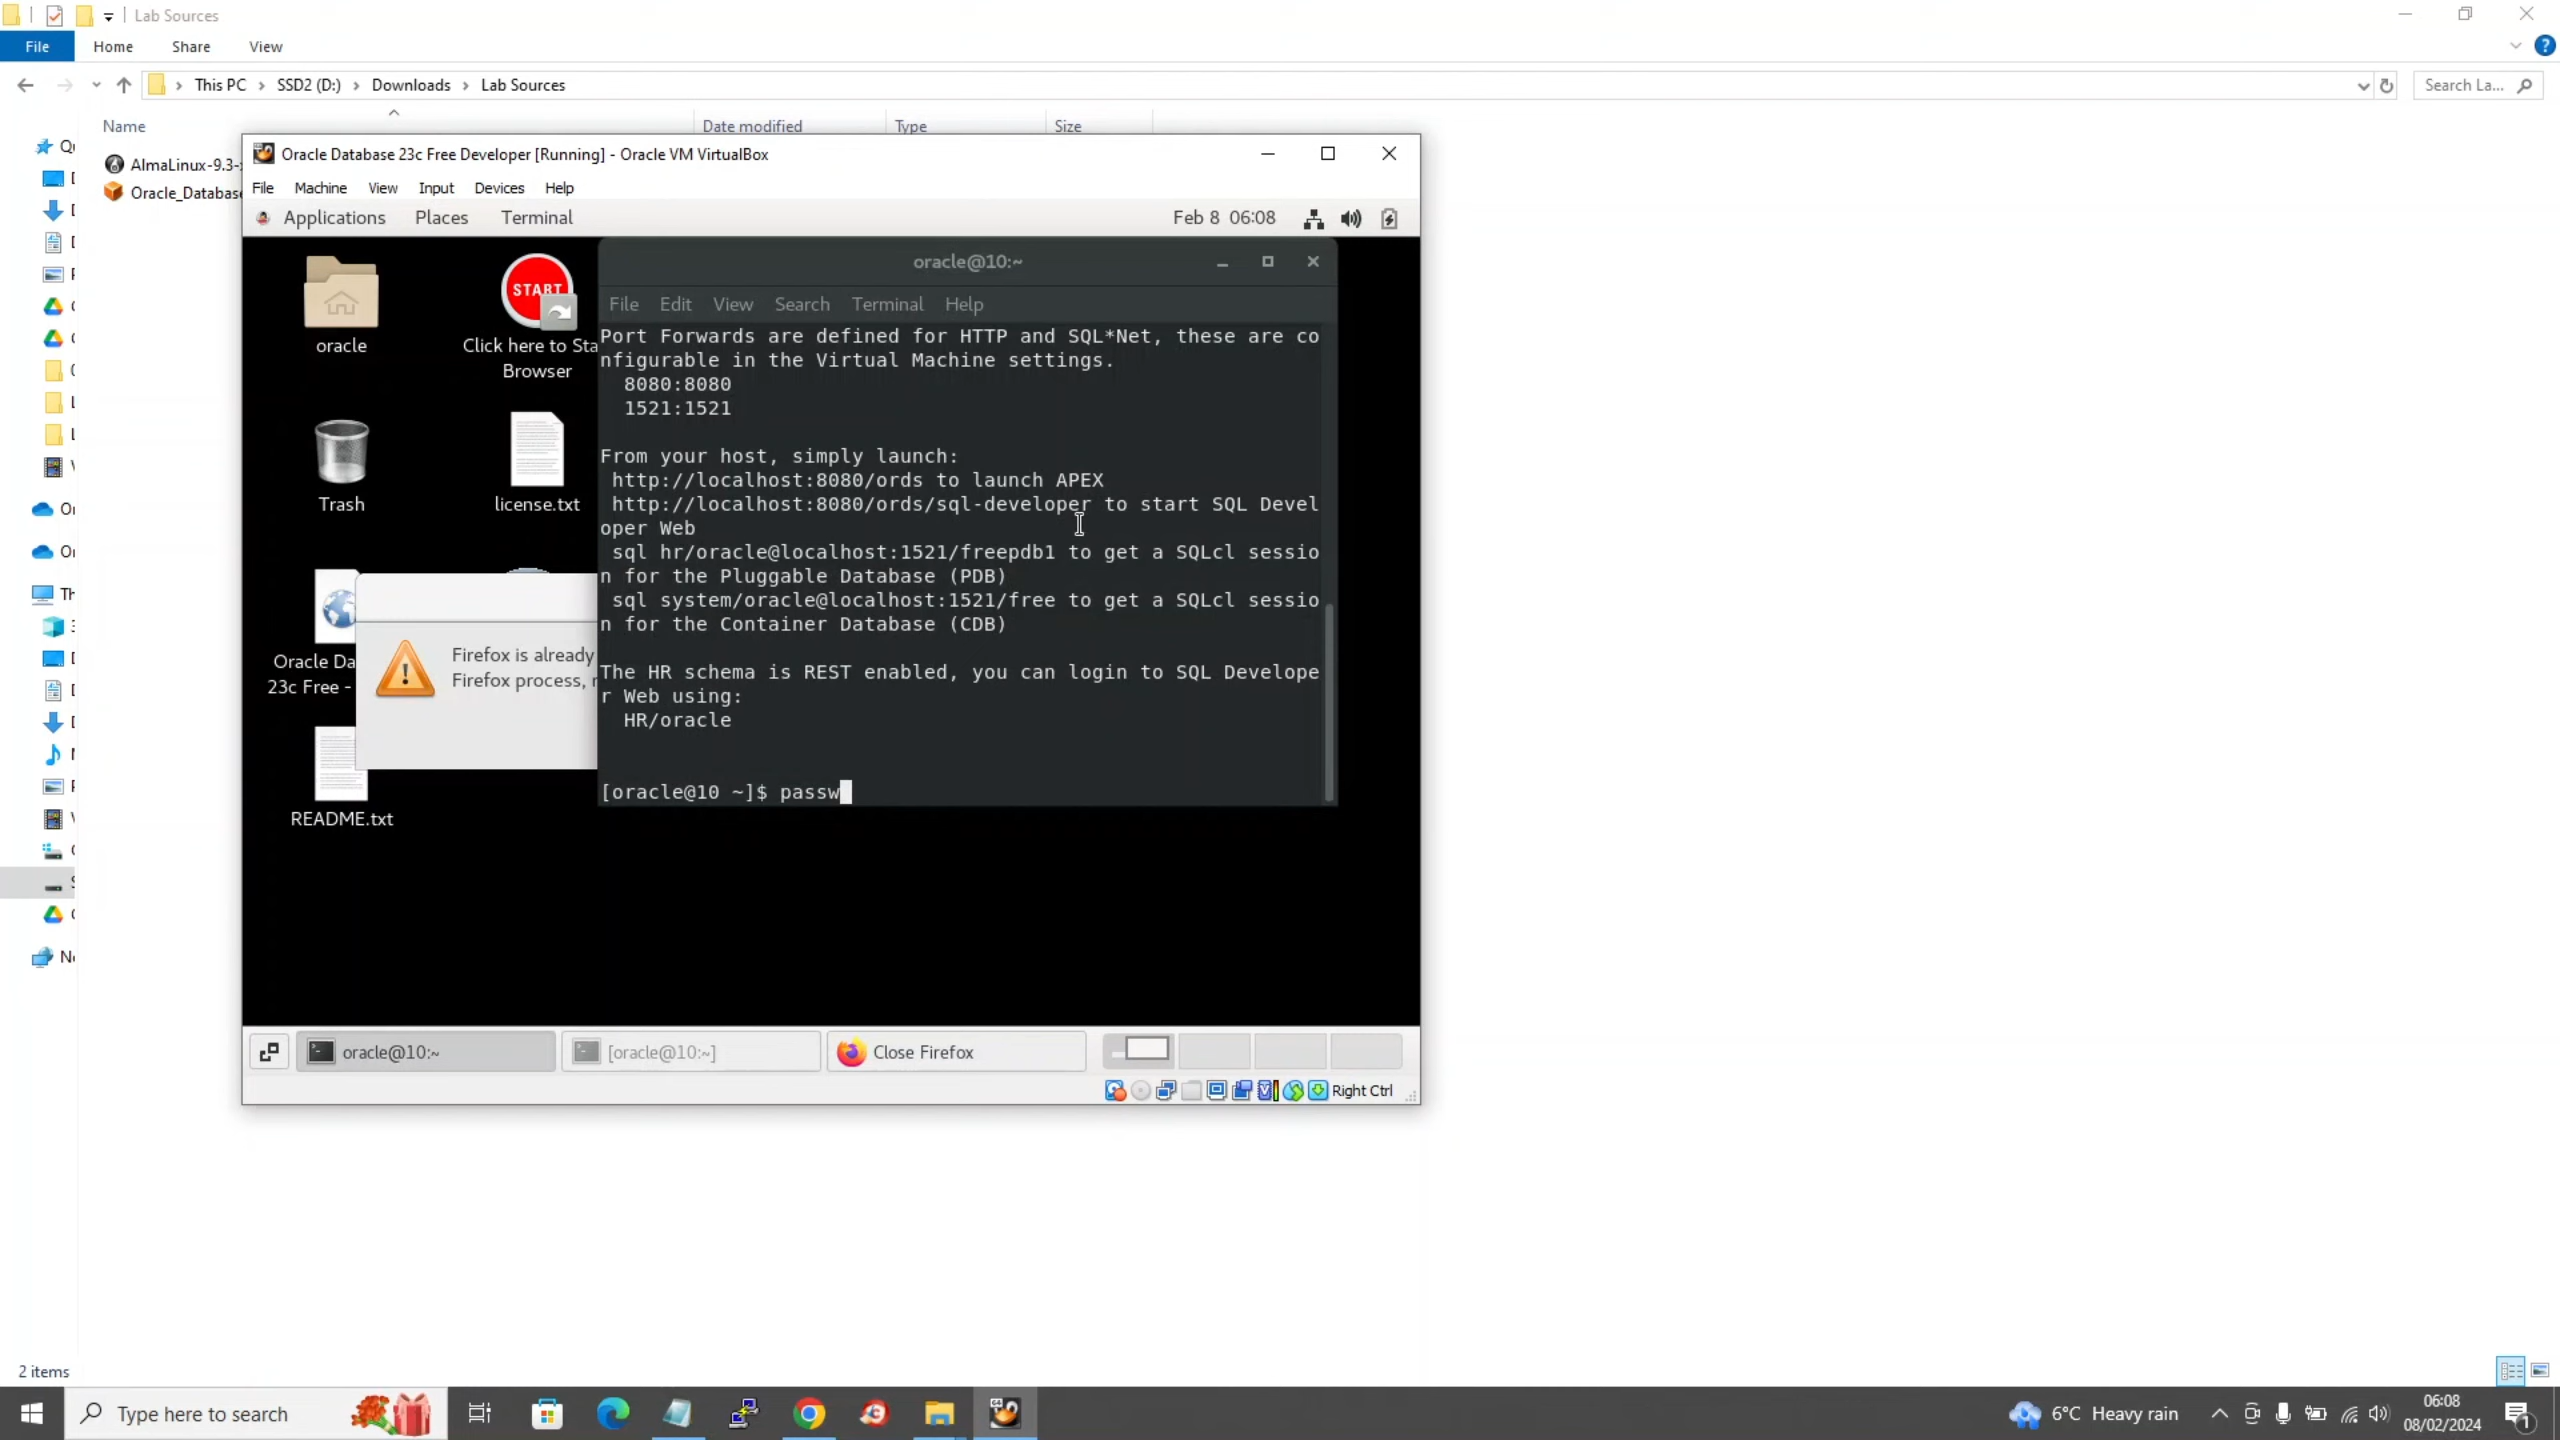 Lab Sources
File Home Share View
This PC › SSD2 (D:) › Downloads › Lab Sources
Search La...
Name Date modified Type Size
AlmaLinux-9.3-
Oracle_Database
Oracle Database 23c Free Developer [Running] - Oracle VM VirtualBox
File Machine View Input Devices Help
Applications Places Terminal Feb 8 06:08
oracle@10:~
File Edit View Search Terminal Help
oracle
START
Click here to Sta
Browser
Trash
license.txt
Oracle Da
23c Free -
README.txt
Firefox is already
Firefox process,
Port Forwards are defined for HTTP and SQL*Net, these are co
nfigurable in the Virtual Machine settings.
8080:8080
1521:1521
From your host, simply launch:
http://localhost:8080/ords to launch APEX
http://localhost:8080/ords/sql-developer to start SQL Devel
oper Web
sql hr/oracle@localhost:1521/freepdb1 to get a SQLcl sessio
n for the Pluggable Database (PDB)
sql system/oracle@localhost:1521/free to get a SQLcl sessio
n for the Container Database (CDB)
The HR schema is REST enabled, you can login to SQL Develope
r Web using:
HR/oracle
[oracle@10 ~]$ passw
oracle@10:~ [oracle@10:~] Close Firefox
Right Ctrl
2 items
Type here to search
6°C Heavy rain
06:08
08/02/2024
1